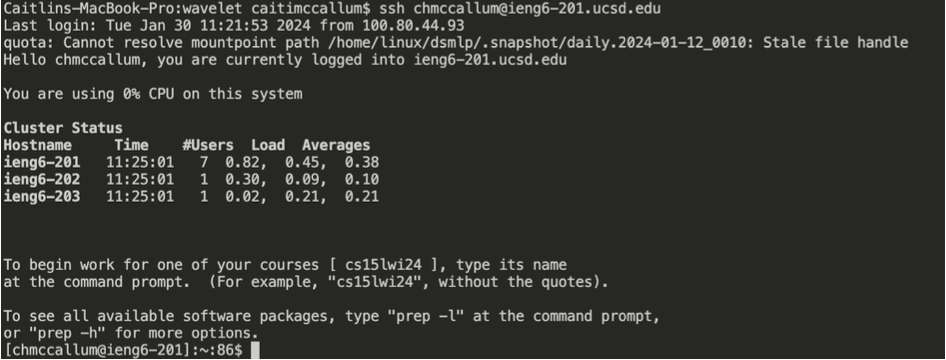 Caitlins-MacBook-Pro:wavelet caitimccallum$ ssh chmccallum@ieng6-201.ucsd.edu
Last login: Tue Jan 30 11:21:53 2024 from 100.80.44.93
quota: Cannot resolve mountpoint path /home/linux/dsmlp/.snapshot/daily.2024-01-12_0010: Stale file handle
Hello chmccallum, you are currently logged into ieng6-201.ucsd.edu
You are using 0% CPU on this system
Cluster Status
Hostname     Time    #Users  Load  Averages
ieng6-201   11:25:01   7  0.82,  0.45,  0.38
ieng6-202   11:25:01   1  0.30,  0.09,  0.10
ieng6-203   11:25:01   1  0.02,  0.21,  0.21
To begin work for one of your courses [ cs15lwi24 ], type its name
at the command prompt.  (For example, "cs15lwi24", without the quotes).
To see all available software packages, type "prep -l" at the command prompt,
or "prep -h" for more options.
[chmccallum@ieng6-201]:~:86$